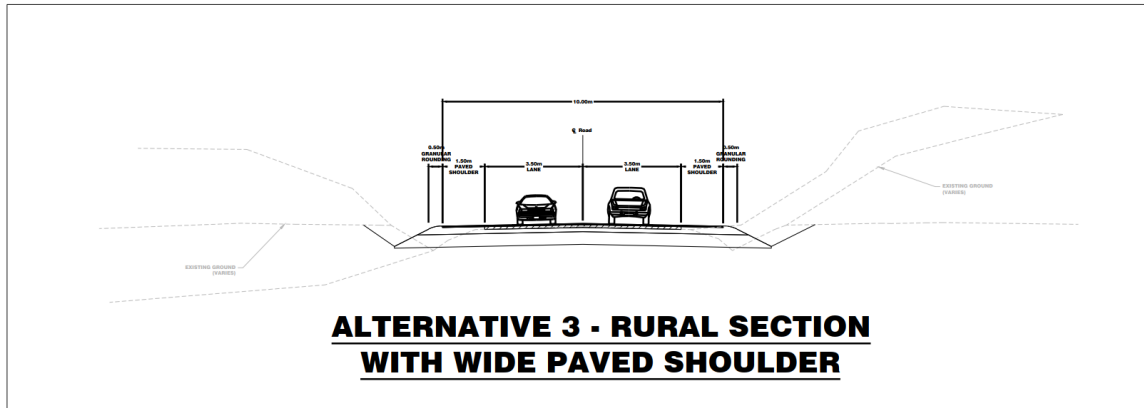 10.00m
℄ Road
0.50m
GRANULAR
ROUNDING
1.50m
PAVED
SHOULDER
3.50m
LANE
3.50m
LANE
1.50m
PAVED
SHOULDER
0.50m
GRANULAR
ROUNDING
EXISTING GROUND
(VARIES)
EXISTING GROUND
(VARIES)
ALTERNATIVE 3 - RURAL SECTION
WITH WIDE PAVED SHOULDER